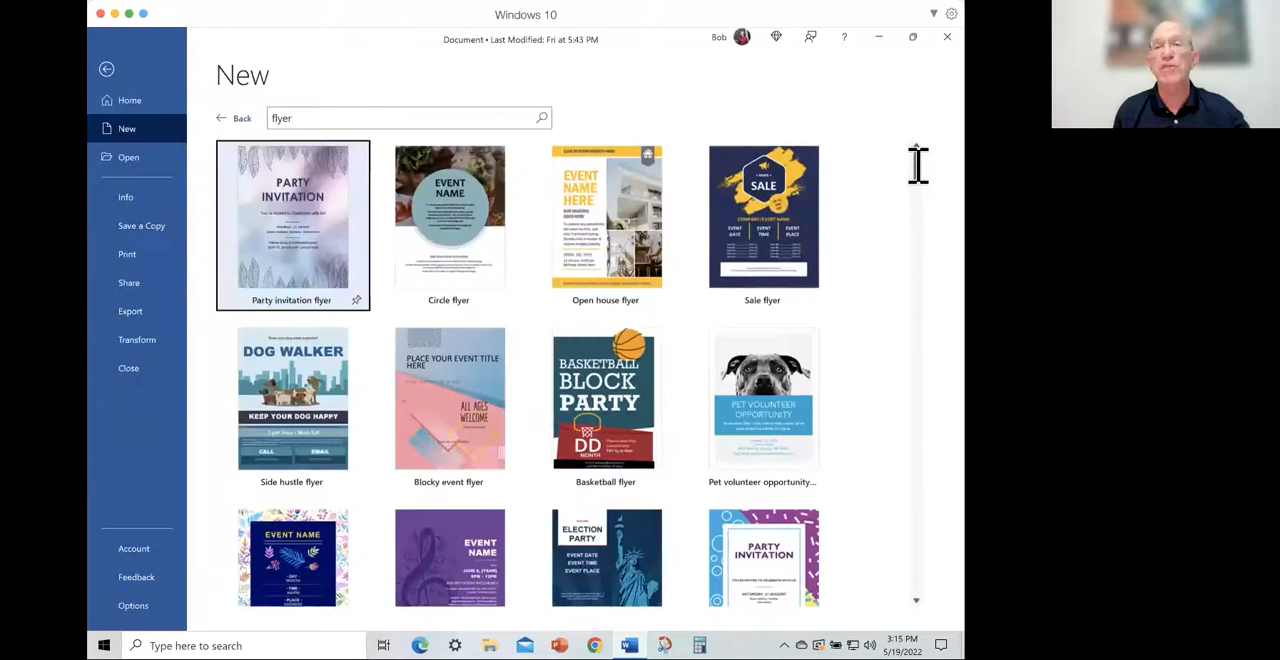 Windows 10
Document • Last Modified: Fri at 5:43 PM
Bob
?
New
Home
New
Open
Info
Save a Copy
Print
Share
Export
Transform
Close
Account
Feedback
Options
Back
flyer
PARTY
INVITATION
Party invitation flyer
EVENT
NAME
Circle flyer
EVENT
NAME
HERE
Open house flyer
SALE
COMPANY/EVENT NAME
EVENT
DATE
EVENT
TIME
EVENT
PLACE
Sale flyer
DOG WALKER
KEEP YOUR DOG HAPPY
CALL
EMAIL
Side hustle flyer
PLACE YOUR EVENT TITLE
HERE
ALL AGES
WELCOME
Blocky event flyer
BASKETBALL
BLOCK
PARTY
DD
MONTH
Basketball flyer
PET VOLUNTEER
OPPORTUNITY
Pet volunteer opportunity...
EVENT NAME
EVENT
NAME
ELECTION
PARTY
EVENT DATE
EVENT TIME
EVENT PLACE
PARTY
INVITATION
Type here to search
3:15 PM
5/19/2022